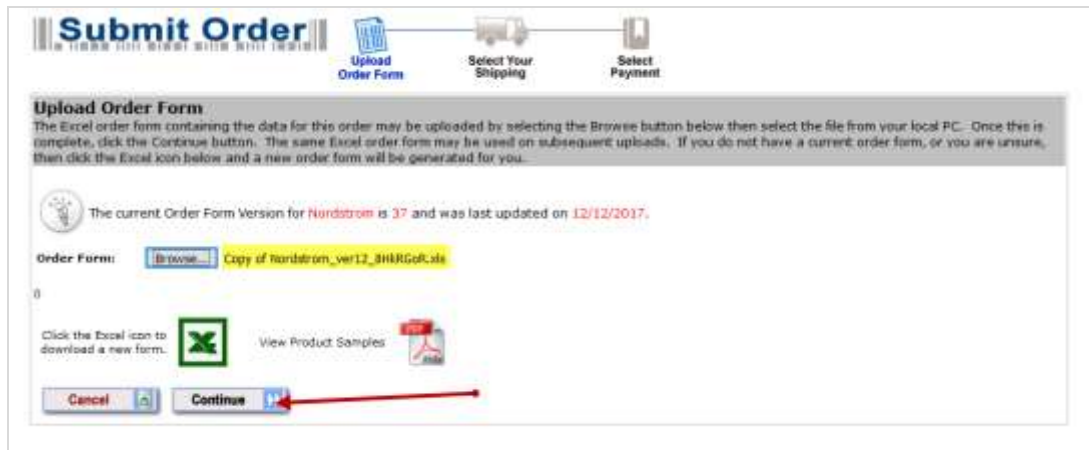 Submit Order
Upload
Order Form
Select Your
Shipping
Select
Payment
Upload Order Form
The Excel order form containing the data for this order may be uploaded by selecting the Browse button below then select the file from your local PC. Once this is
complete, click the Continue button. The same Excel order form may be used on subsequent uploads. If you do not have a current order form, or you are unsure,
then click the Excel icon below and a new order form will be generated for you.
The current Order Form Version for Nordstrom is 37 and was last updated on 12/12/2017.
Order Form: Browse... Copy of Nordstrom_ver12_8HkRGoR.xls
0
Click the Excel icon to
download a new form.
View Product Samples
PDF
Cancel Continue